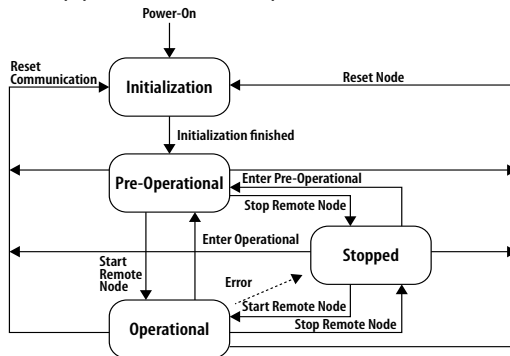 Power-On
Reset
Communication
Initialization
Reset Node
Initialization finished
Pre-Operational
Enter Pre-Operational
Stop Remote Node
Enter Operational
Stopped
Start
Remote
Node
Error
Start Remote Node
Operational
Stop Remote Node